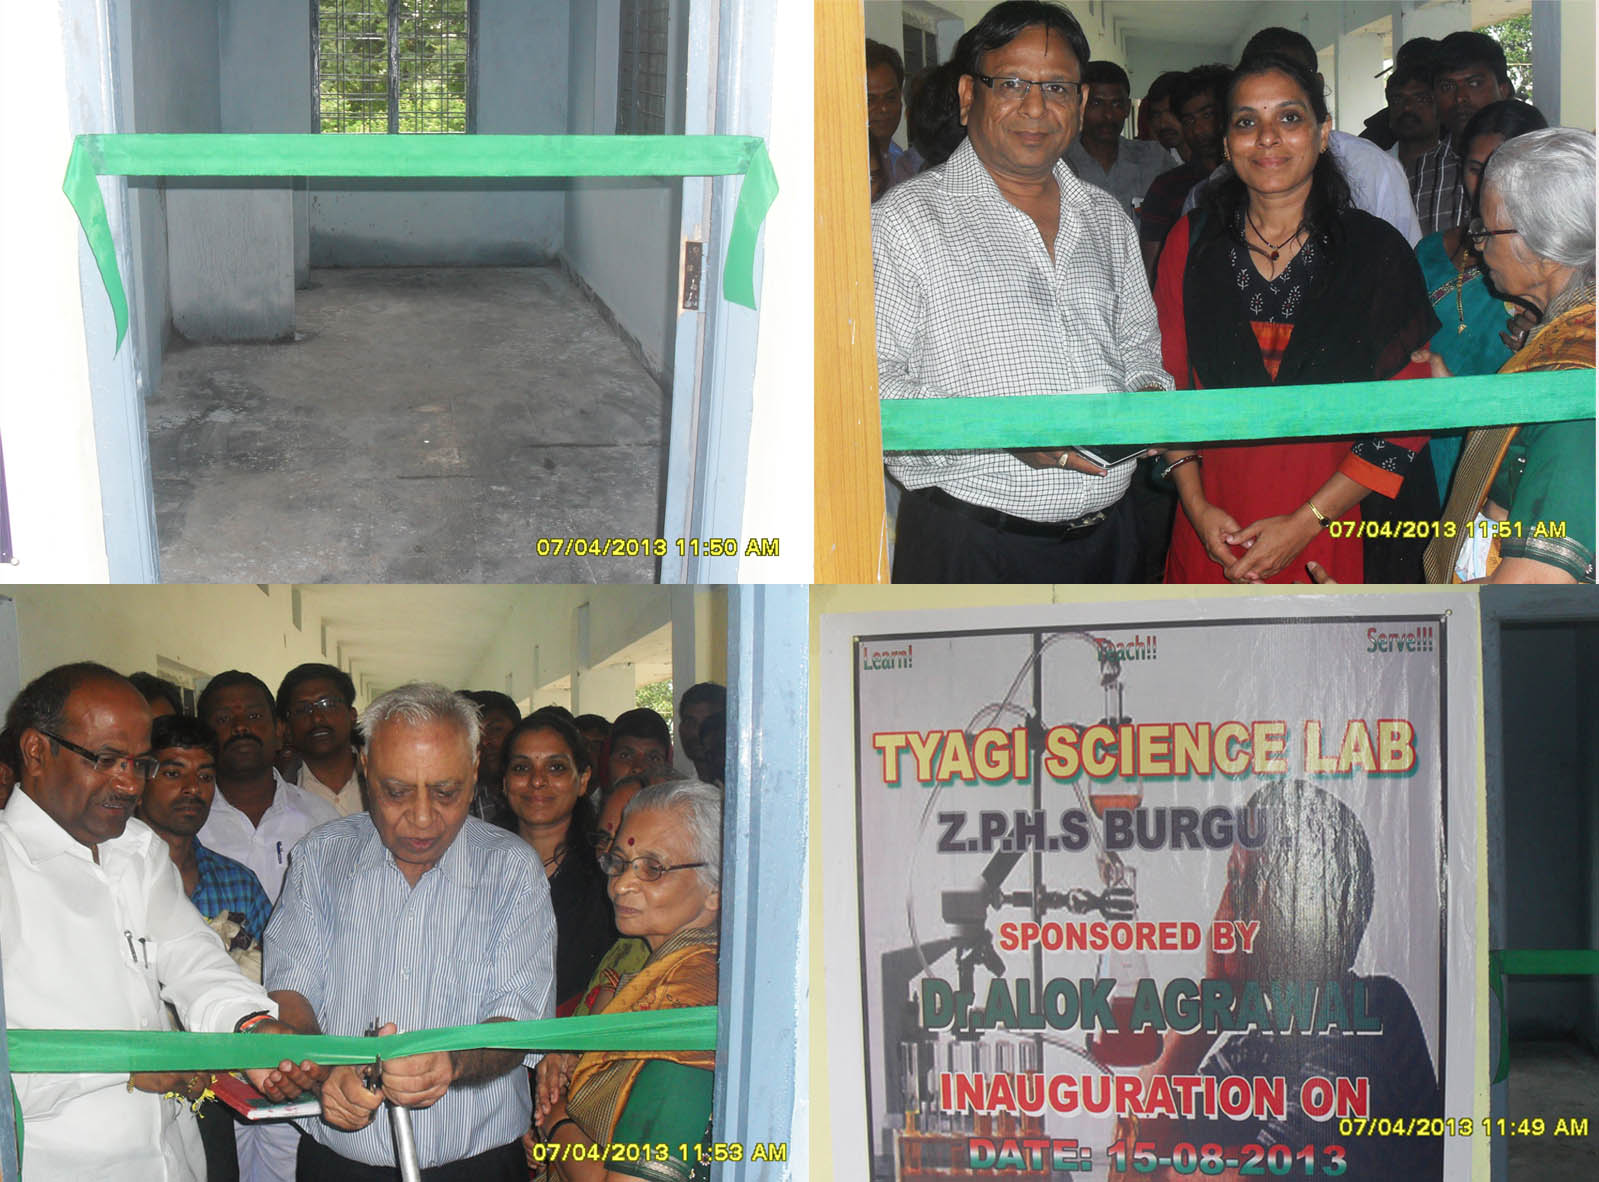 07/04/2013 11:50 AM
07/04/2013 11:51 AM
07/04/2013 11:53 AM
Learn! Teach!! Serve!!!
TYAGI SCIENCE LAB
Z.P.H.S
SPONSORED BY
Dr.ALOK AGRAWAL
INAUGURATION ON
07/04/2013 11:49 AM
DATE: 15-08-2013